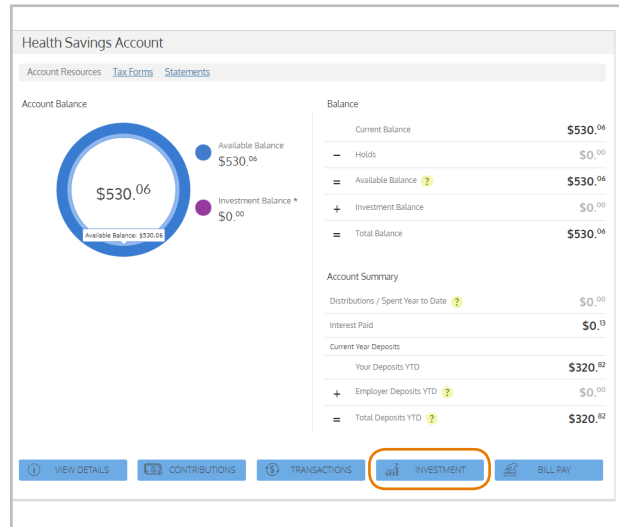 Health Savings Account
Account Resources Tax Forms Statements
Account Balance
Available Balance
$530.06
Investment Balance *
$0.00
$530.06
Available Balance: $530.06
Balance
Current Balance $530.06
− Holds $0.00
= Available Balance ? $530.06
+ Investment Balance $0.00
= Total Balance $530.06
Account Summary
Distributions / Spent Year to Date ? $0.00
Interest Paid $0.13
Current Year Deposits
Your Deposits YTD $320.82
+ Employer Deposits YTD ? $0.00
= Total Deposits YTD ? $320.82
VIEW DETAILS CONTRIBUTIONS TRANSACTIONS INVESTMENT BILL PAY